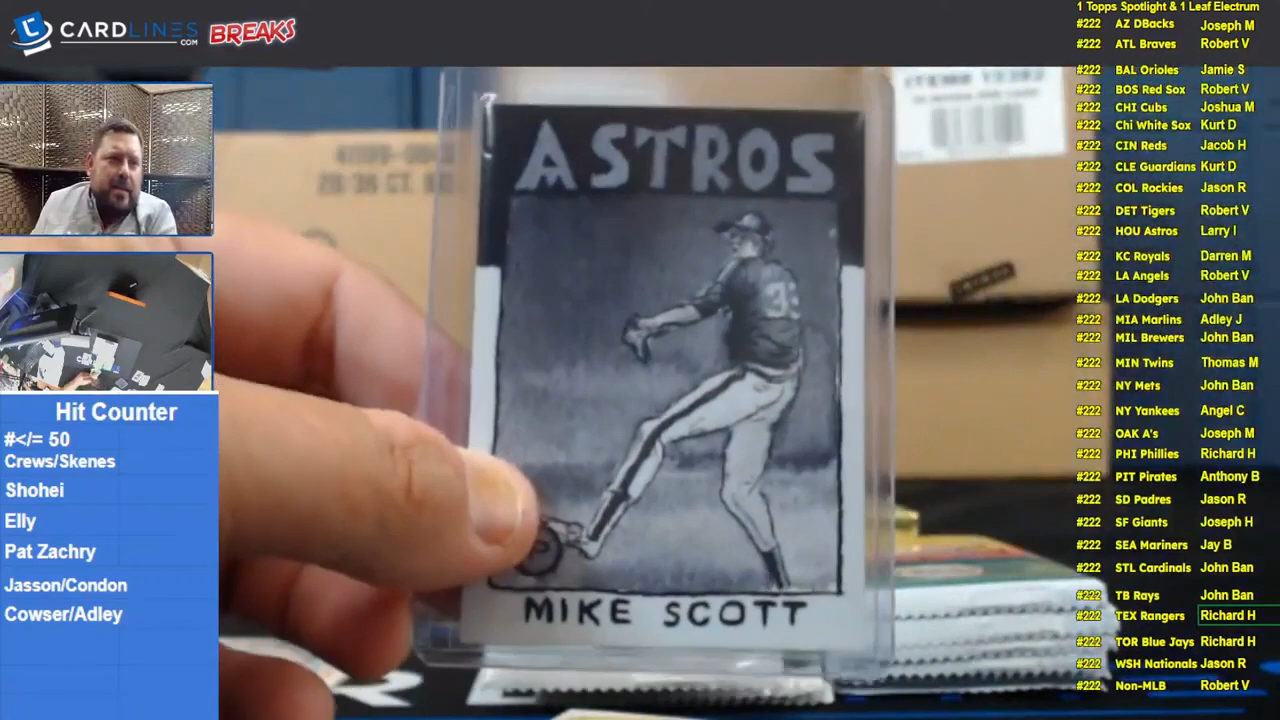 CARDLINES
.COM
BREAKS
ASTROS
33
MIKE SCOTT
Hit Counter
#</= 50
Crews/Skenes
Shohei
Elly
Pat Zachry
Jasson/Condon
Cowser/Adley
1 Topps Spotlight & 1 Leaf Electrum
#222 AZ DBacks Joseph M
#222 ATL Braves Robert V
#222 BAL Orioles Jamie S
#222 BOS Red Sox Robert V
#222 CHI Cubs Joshua M
#222 Chi White Sox Kurt D
#222 CIN Reds Jacob H
#222 CLE Guardians Kurt D
#222 COL Rockies Jason R
#222 DET Tigers Robert V
#222 HOU Astros Larry I
#222 KC Royals Darren M
#222 LA Angels Robert V
#222 LA Dodgers John Ban
#222 MIA Marlins Adley J
#222 MIL Brewers John Ban
#222 MIN Twins Thomas M
#222 NY Mets John Ban
#222 NY Yankees Angel C
#222 OAK A's Joseph M
#222 PHI Phillies Richard H
#222 PIT Pirates Anthony B
#222 SD Padres Jason R
#222 SF Giants Joseph H
#222 SEA Mariners Jay B
#222 STL Cardinals John Ban
#222 TB Rays John Ban
#222 TEX Rangers Richard H
#222 TOR Blue Jays Richard H
#222 WSH Nationals Jason R
#222 Non-MLB Robert V